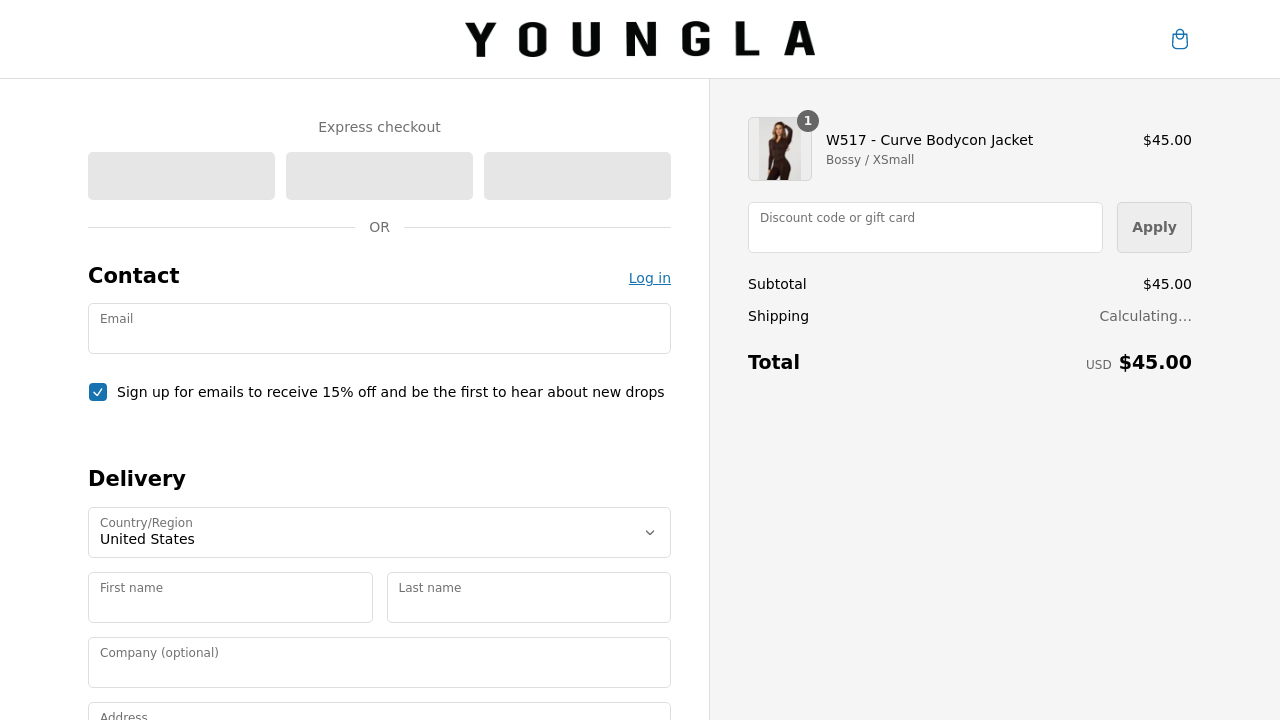 YOUNGLA
Express checkout
OR
Contact
Log in
Email
Sign up for emails to receive 15% off and be the first to hear about new drops
Delivery
Country/Region
United States
First name
Last name
Company (optional)
Address
1
W517 - Curve Bodycon Jacket
$45.00
Bossy / XSmall
Discount code or gift card
Apply
Subtotal
$45.00
Shipping
Calculating…
Total
USD $45.00